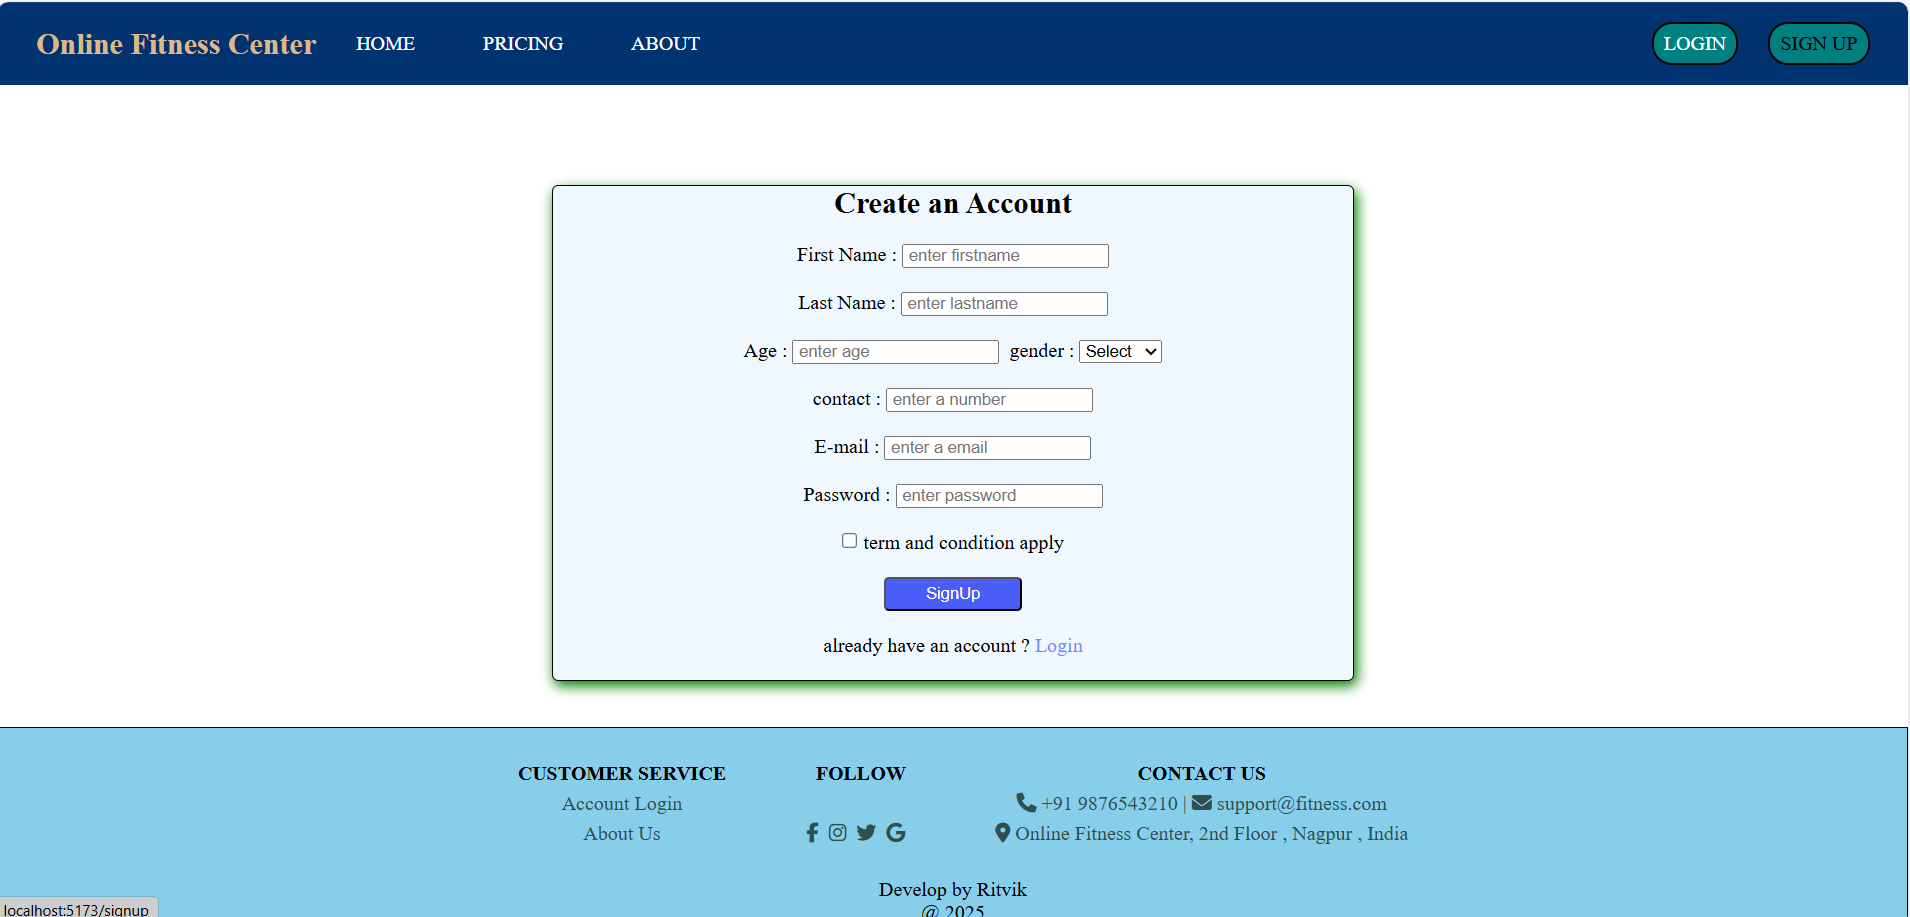 Online Fitness Center HOME PRICING ABOUT LOGIN SIGN UP
Create an Account
First Name : enter firstname
Last Name : enter lastname
Age : enter age gender : Select
contact : enter a number
E-mail : enter a email
Password : enter password
term and condition apply
SignUp
already have an account ? Login
CUSTOMER SERVICE FOLLOW CONTACT US
Account Login +91 9876543210 | support@fitness.com
About Us Online Fitness Center, 2nd Floor , Nagpur , India
Develop by Ritvik
@ 2025
localhost:5173/signup